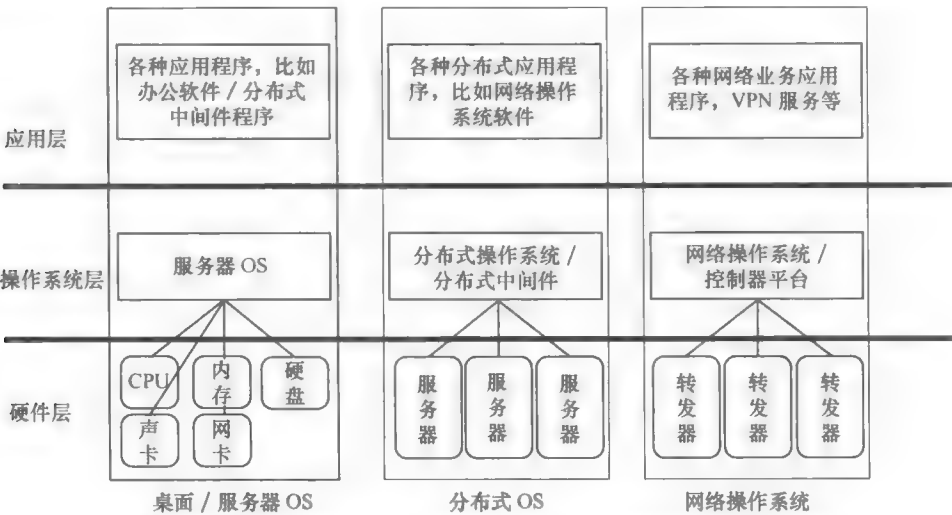 各种应用程序，比如
办公软件 / 分布式
中间件程序
各种分布式应用程
序，比如网络操作
系统软件
各种网络业务应用
程序，VPN 服务等
应用层
操作系统层
服务器 OS
分布式操作系统 /
分布式中间件
网络操作系统 /
控制器平台
硬件层
CPU
内
存
硬
盘
声
卡
网
卡
服
务
器
服
务
器
服
务
器
转
发
器
转
发
器
转
发
器
桌面 / 服务器 OS
分布式 OS
网络操作系统